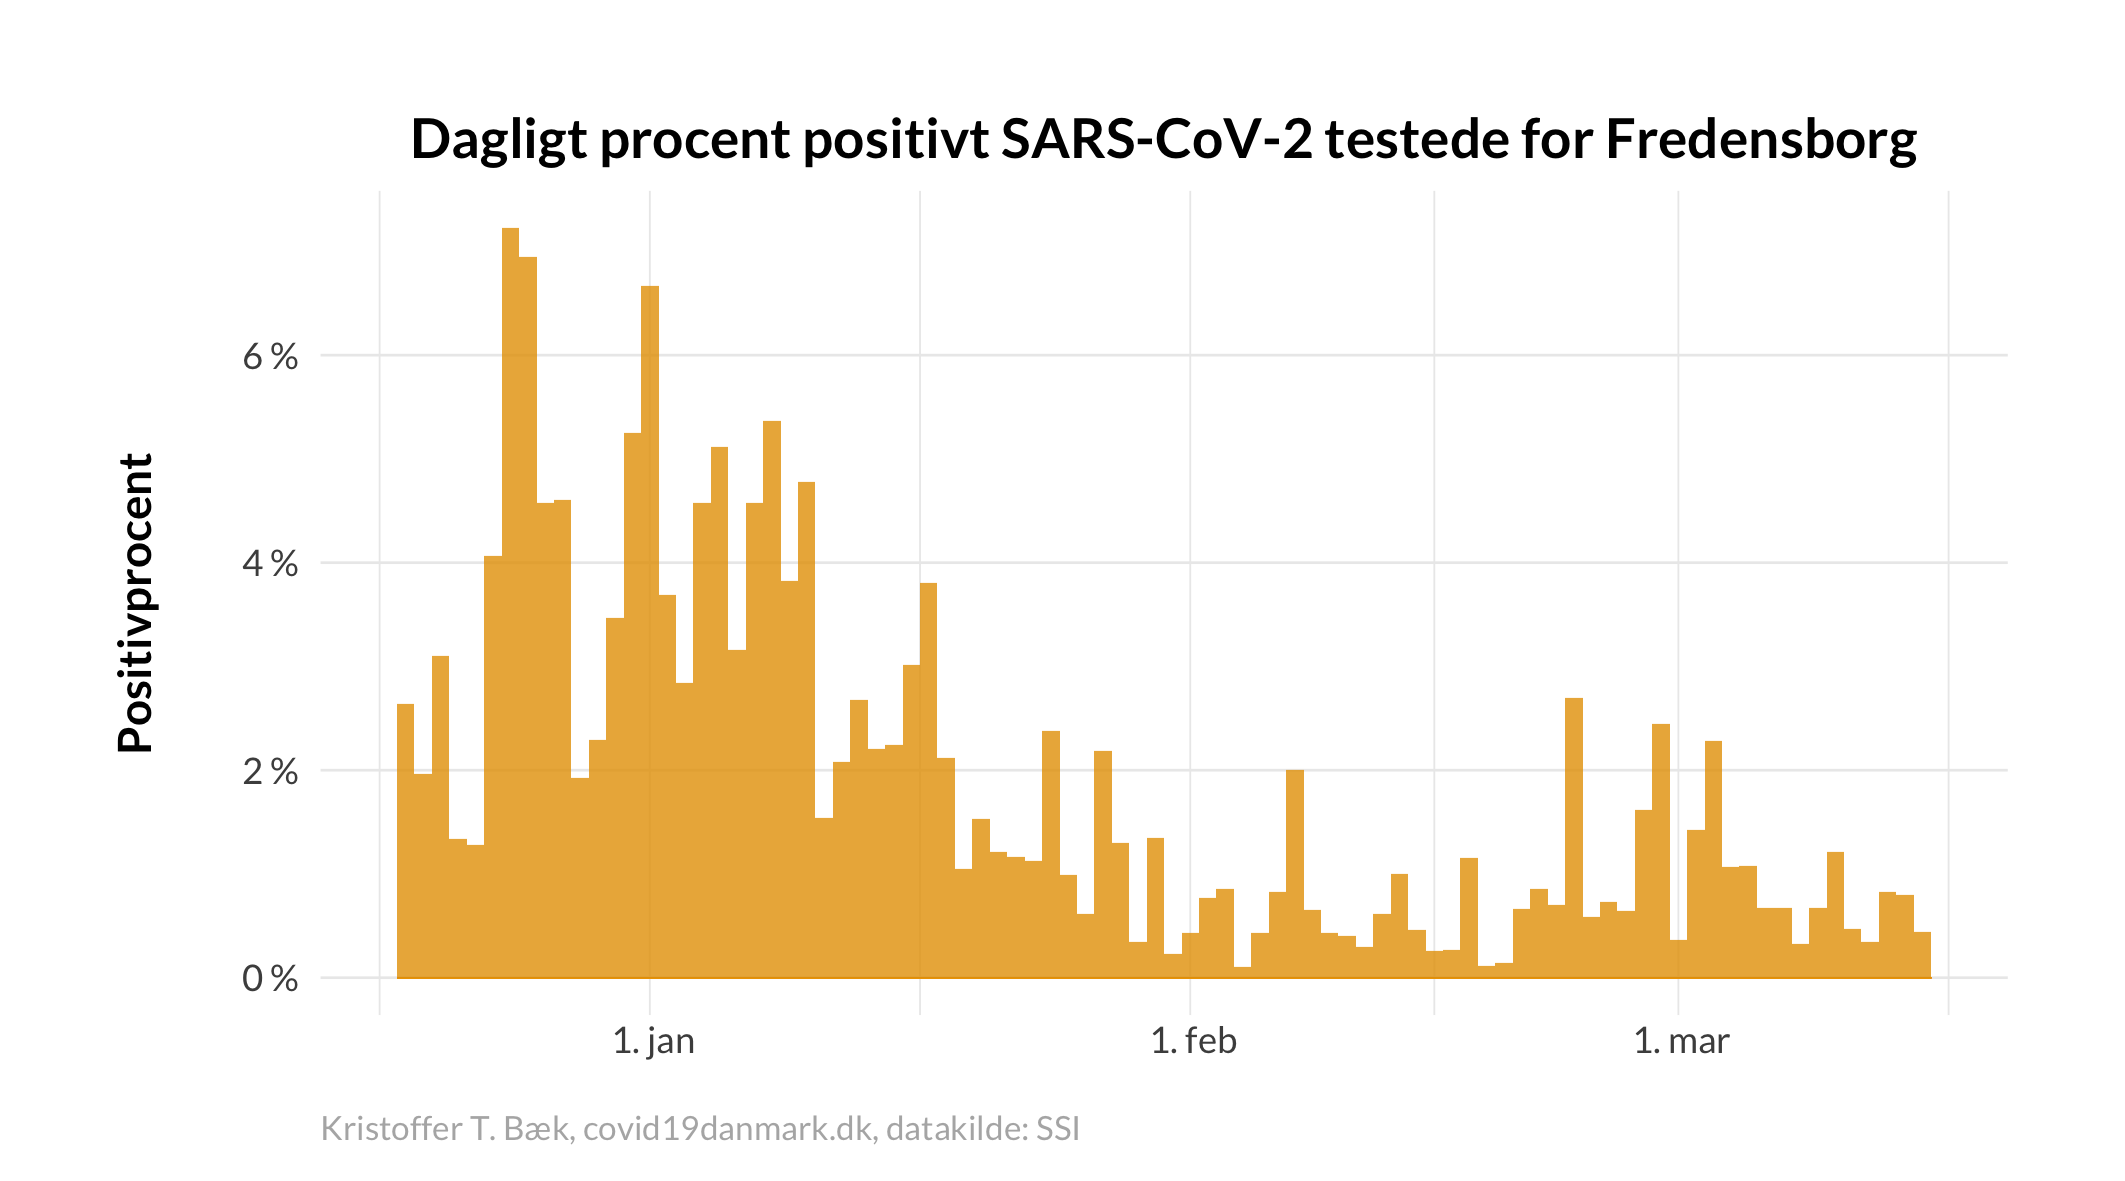 Dagligt procent positivt SARS-CoV-2 testede for Fredensborg
Positivprocent
6 %
4 %
2 %
0 %
1. jan
1. feb
1. mar
Kristoffer T. Bæk, covid19danmark.dk, datakilde: SSI